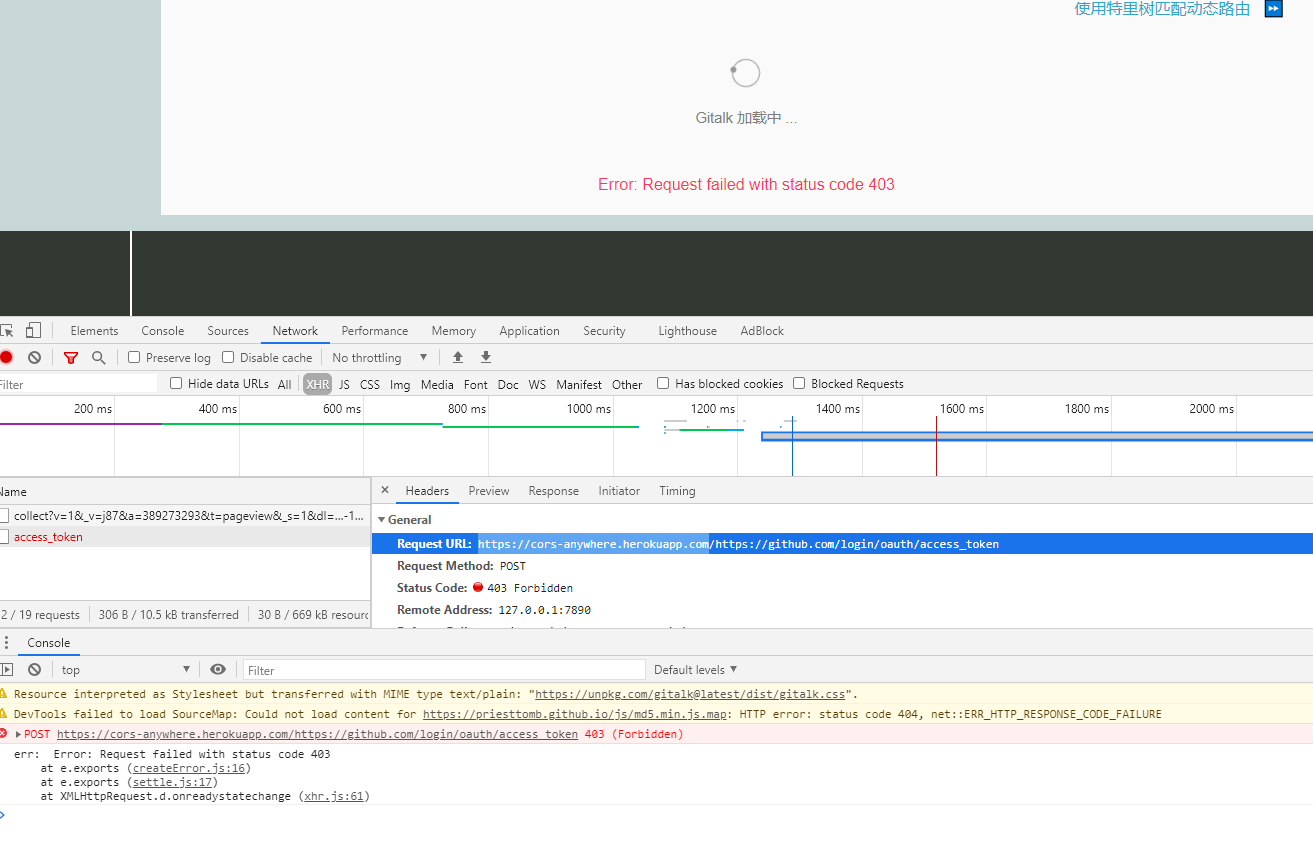 使用特里树匹配动态路由
Gitalk 加载中 ...
Error: Request failed with status code 403
Elements Console Sources Network Performance Memory Application Security Lighthouse AdBlock
Preserve log Disable cache No throttling
Filter Hide data URLs All XHR JS CSS Img Media Font Doc WS Manifest Other Has blocked cookies Blocked Requests
200 ms 400 ms 600 ms 800 ms 1000 ms 1200 ms 1400 ms 1600 ms 1800 ms 2000 ms
Name
Headers Preview Response Initiator Timing
collect?v=1&_v=j87&a=389273293&t=pageview&_s=1&dl=...-1...
access_token
General
Request URL: https://cors-anywhere.herokuapp.com/https://github.com/login/oauth/access_token
Request Method: POST
Status Code: 403 Forbidden
Remote Address: 127.0.0.1:7890
2 / 19 requests 306 B / 10.5 kB transferred 30 B / 669 kB resourc
Console
top Filter Default levels
Resource interpreted as Stylesheet but transferred with MIME type text/plain: "https://unpkg.com/gitalk@latest/dist/gitalk.css".
DevTools failed to load SourceMap: Could not load content for https://priesttomb.github.io/js/md5.min.js.map: HTTP error: status code 404, net::ERR_HTTP_RESPONSE_CODE_FAILURE
POST https://cors-anywhere.herokuapp.com/https://github.com/login/oauth/access_token 403 (Forbidden)
err: Error: Request failed with status code 403
at e.exports (createError.js:16)
at e.exports (settle.js:17)
at XMLHttpRequest.d.onreadystatechange (xhr.js:61)